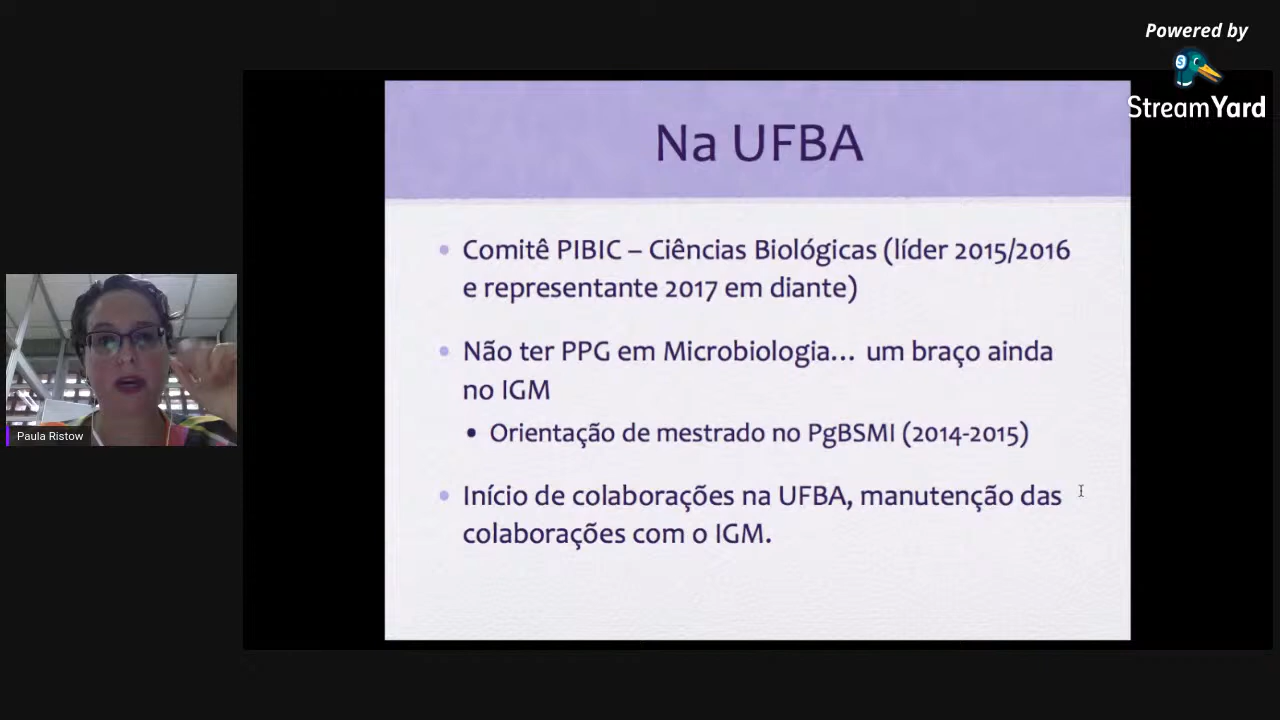 Powered by
StreamYard
Na UFBA
• Comitê PIBIC – Ciências Biológicas (líder 2015/2016
e representante 2017 em diante)
• Não ter PPG em Microbiologia... um braço ainda
no IGM
• Orientação de mestrado no PgBSMI (2014-2015)
• Início de colaborações na UFBA, manutenção das
colaborações com o IGM.
Paula Ristow